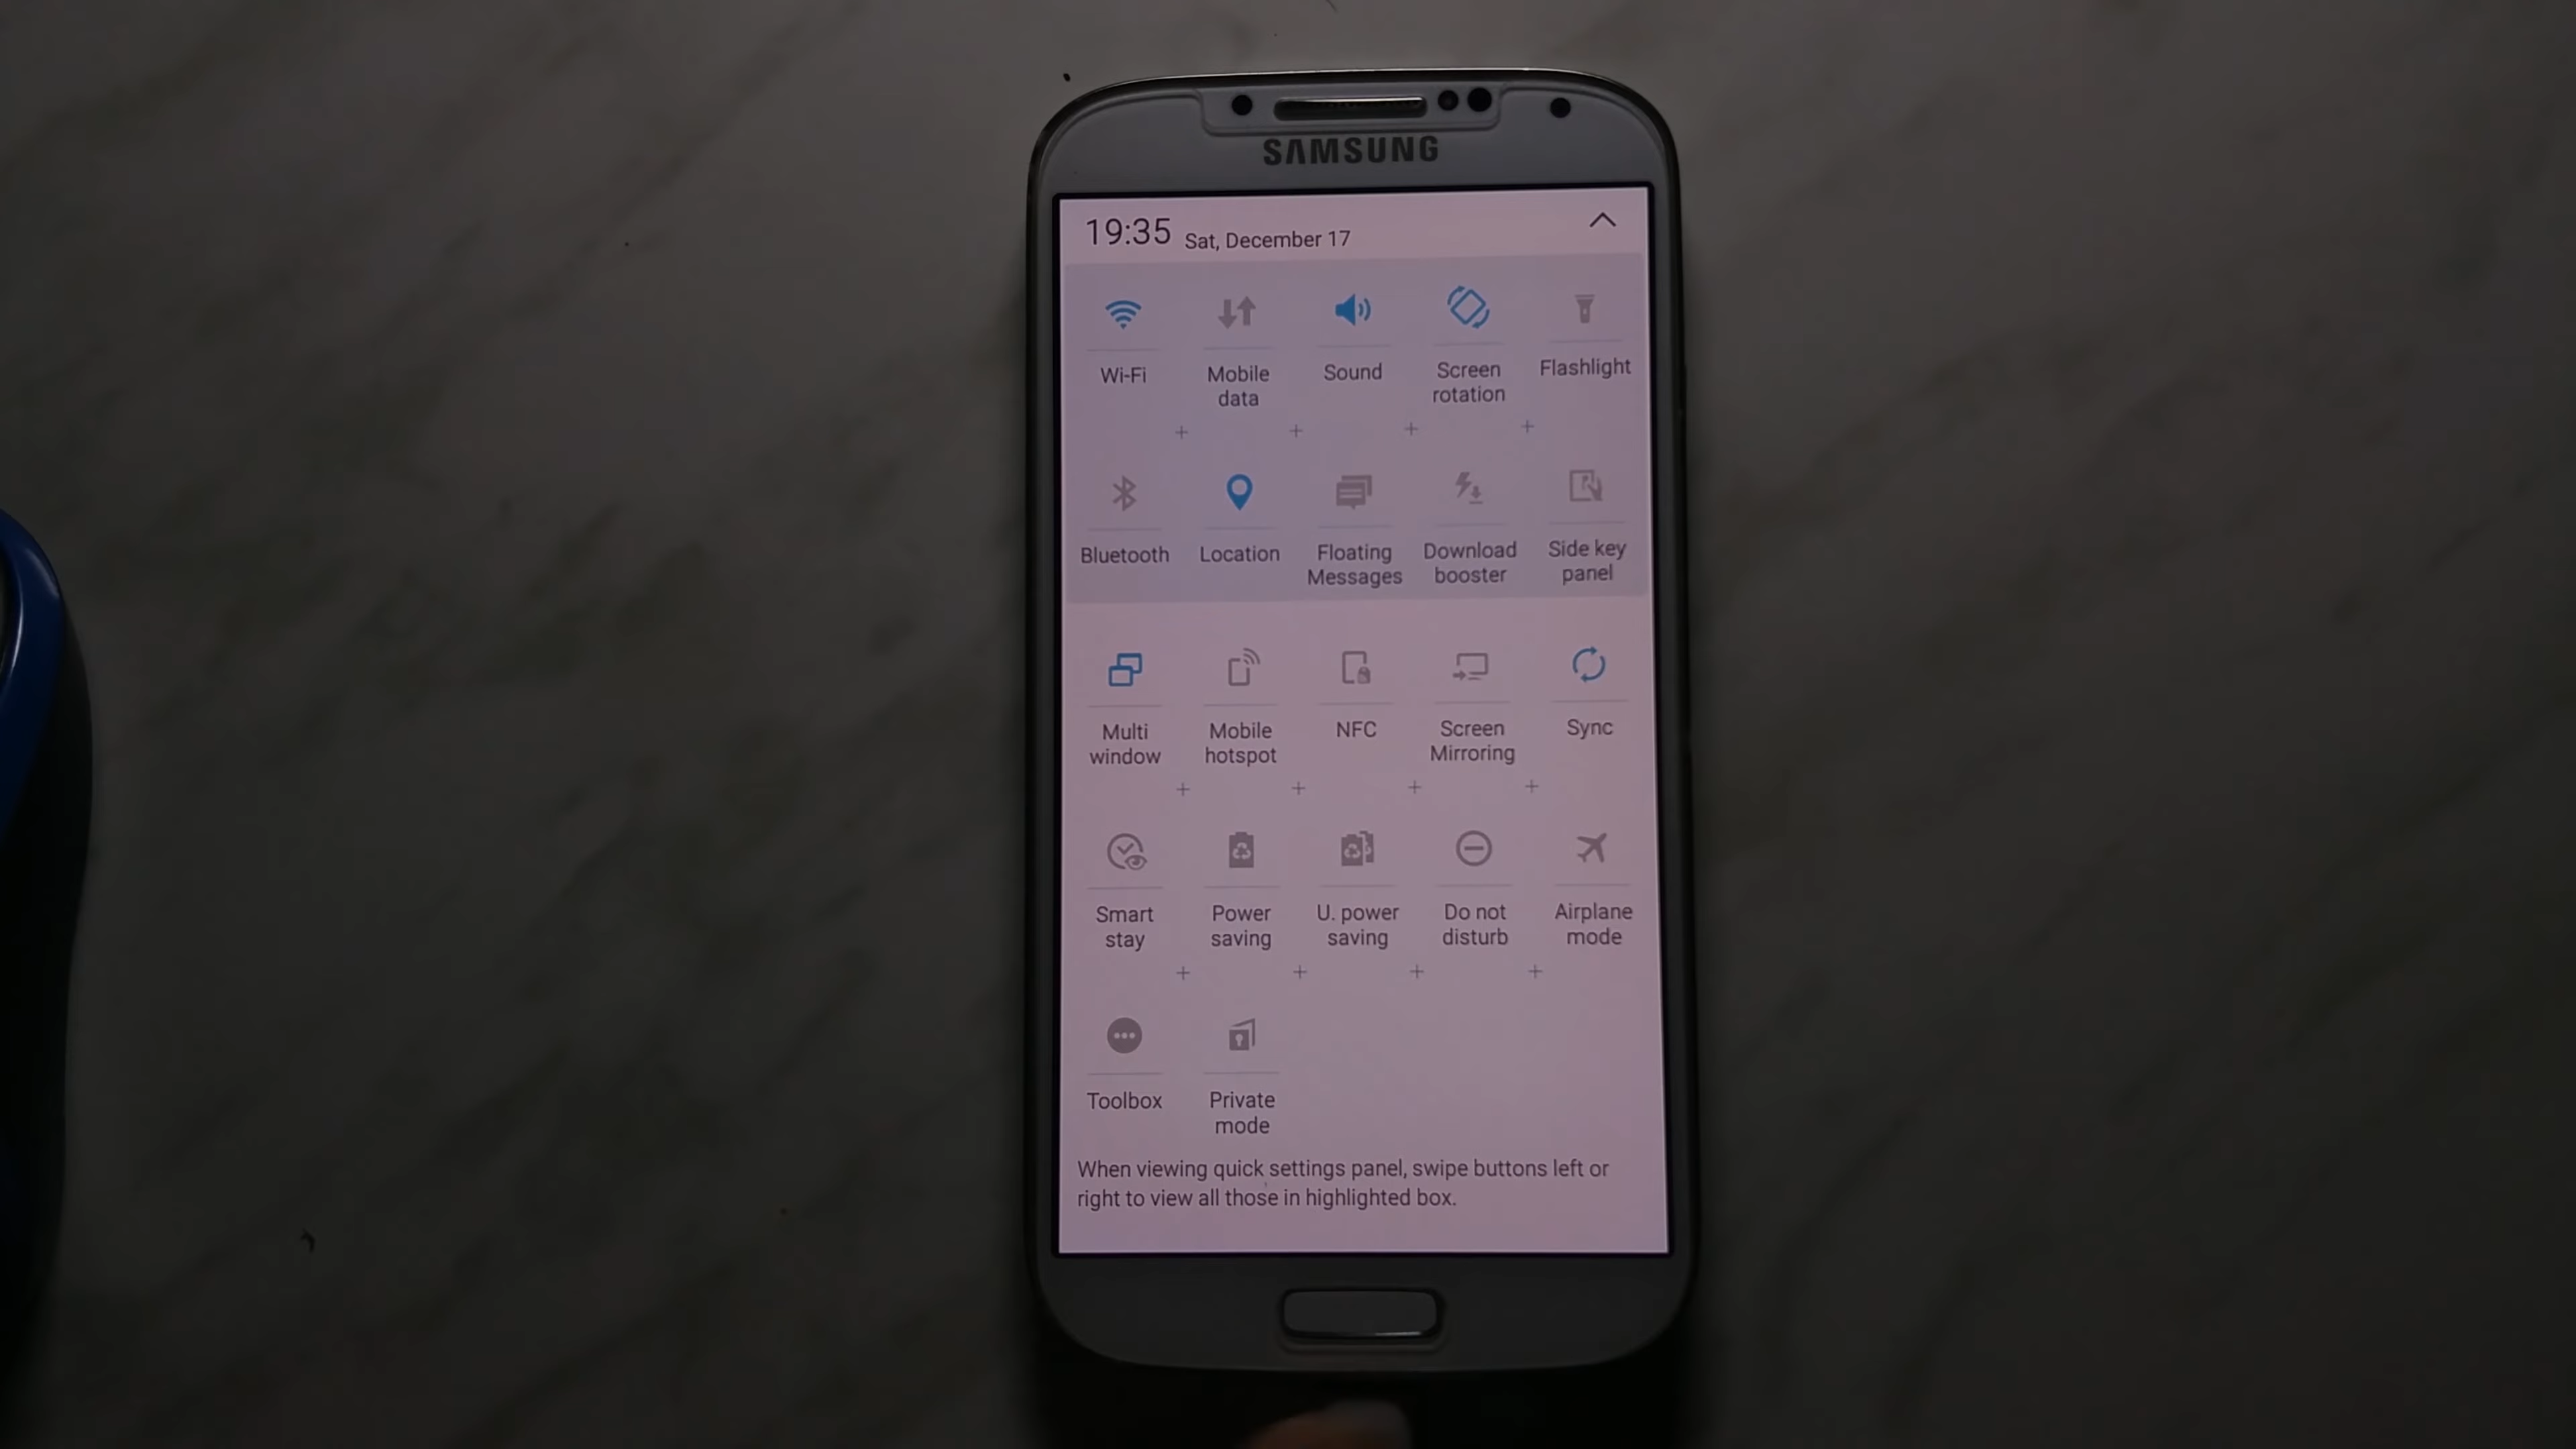 SAMSUNG
19:35 Sat, December 17
Wi-Fi
Mobile
data
Sound
Screen
rotation
Flashlight
Bluetooth
Location
Floating
Messages
Download
booster
Side key
panel
Multi
window
Mobile
hotspot
NFC
Screen
Mirroring
Sync
Smart
stay
Power
saving
U. power
saving
Do not
disturb
Airplane
mode
Toolbox
Private
mode
When viewing quick settings panel, swipe buttons left or
right to view all those in highlighted box.